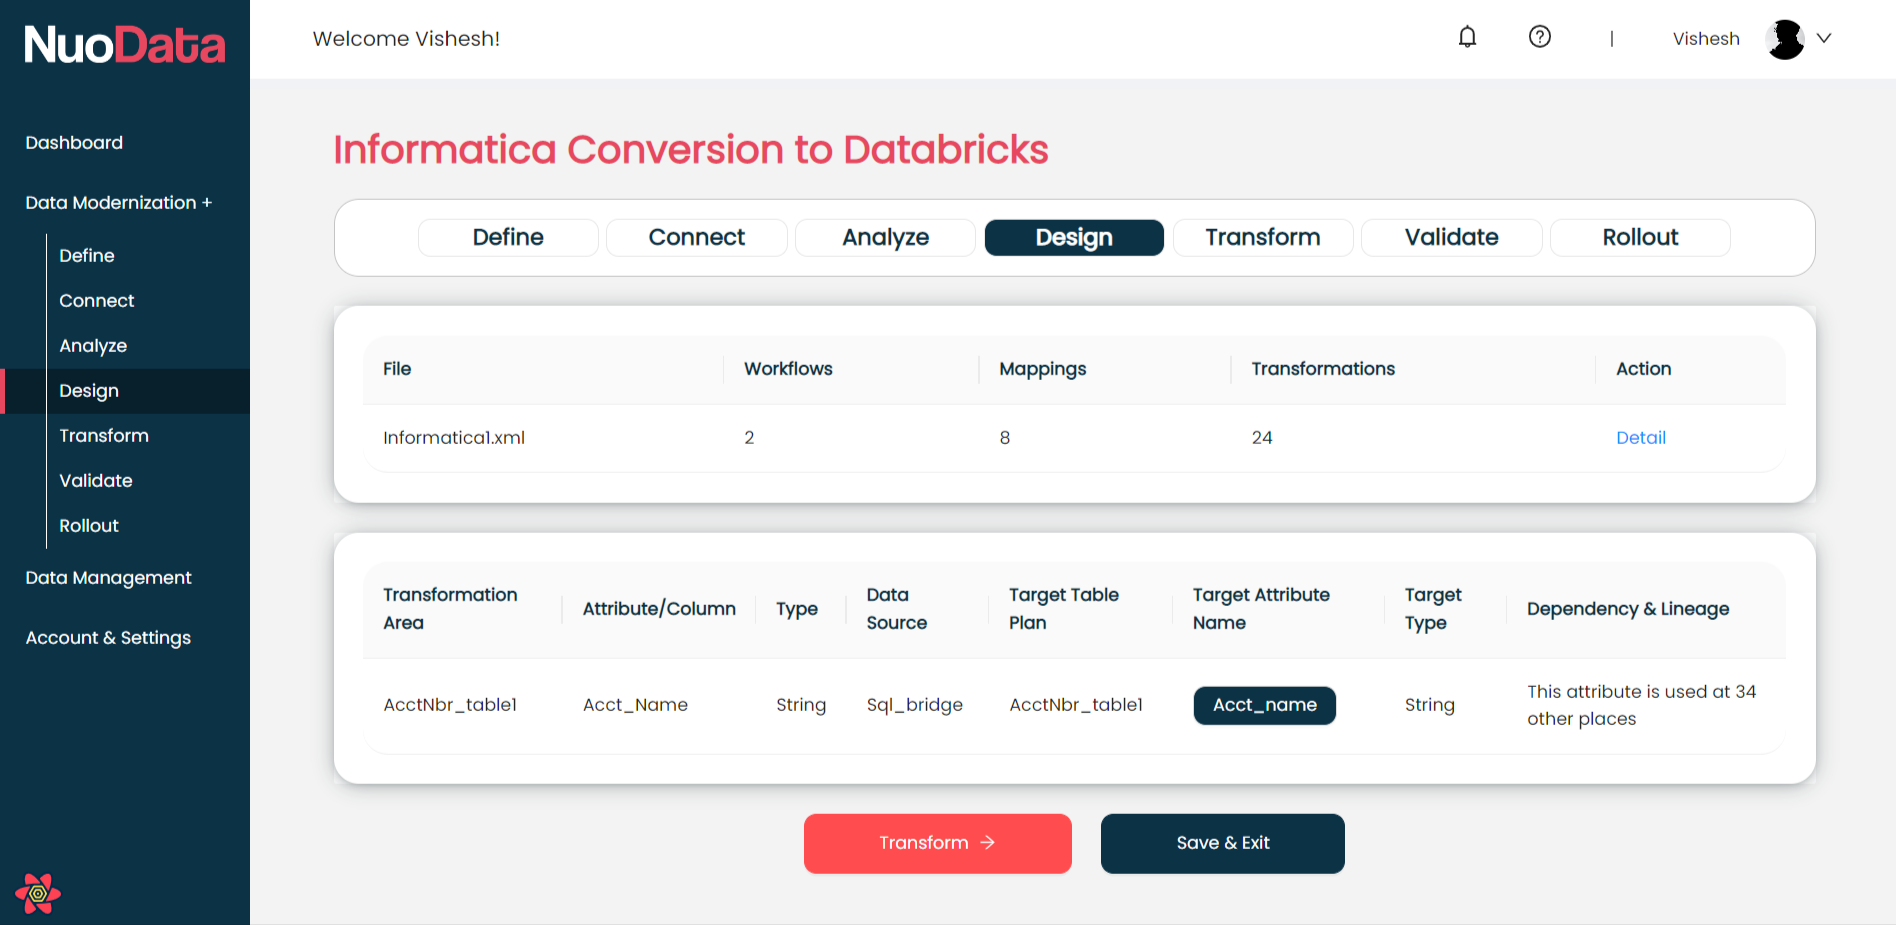 NuoData
Welcome Vishesh!
|
Vishesh
Dashboard
Data Modernization +
Define
Connect
Analyze
Design
Transform
Validate
Rollout
Data Management
Account & Settings
Informatica Conversion to Databricks
Define Connect Analyze Design Transform Validate Rollout
File Workflows Mappings Transformations Action
Informatica1.xml 2 8 24 Detail
Transformation
Area
Attribute/Column
Type
Data
Source
Target Table
Plan
Target Attribute
Name
Target
Type
Dependency & Lineage
AcctNbr_table1
Acct_Name
String
Sql_bridge
AcctNbr_table1
Acct_name
String
This attribute is used at 34
other places
Transform →
Save & Exit